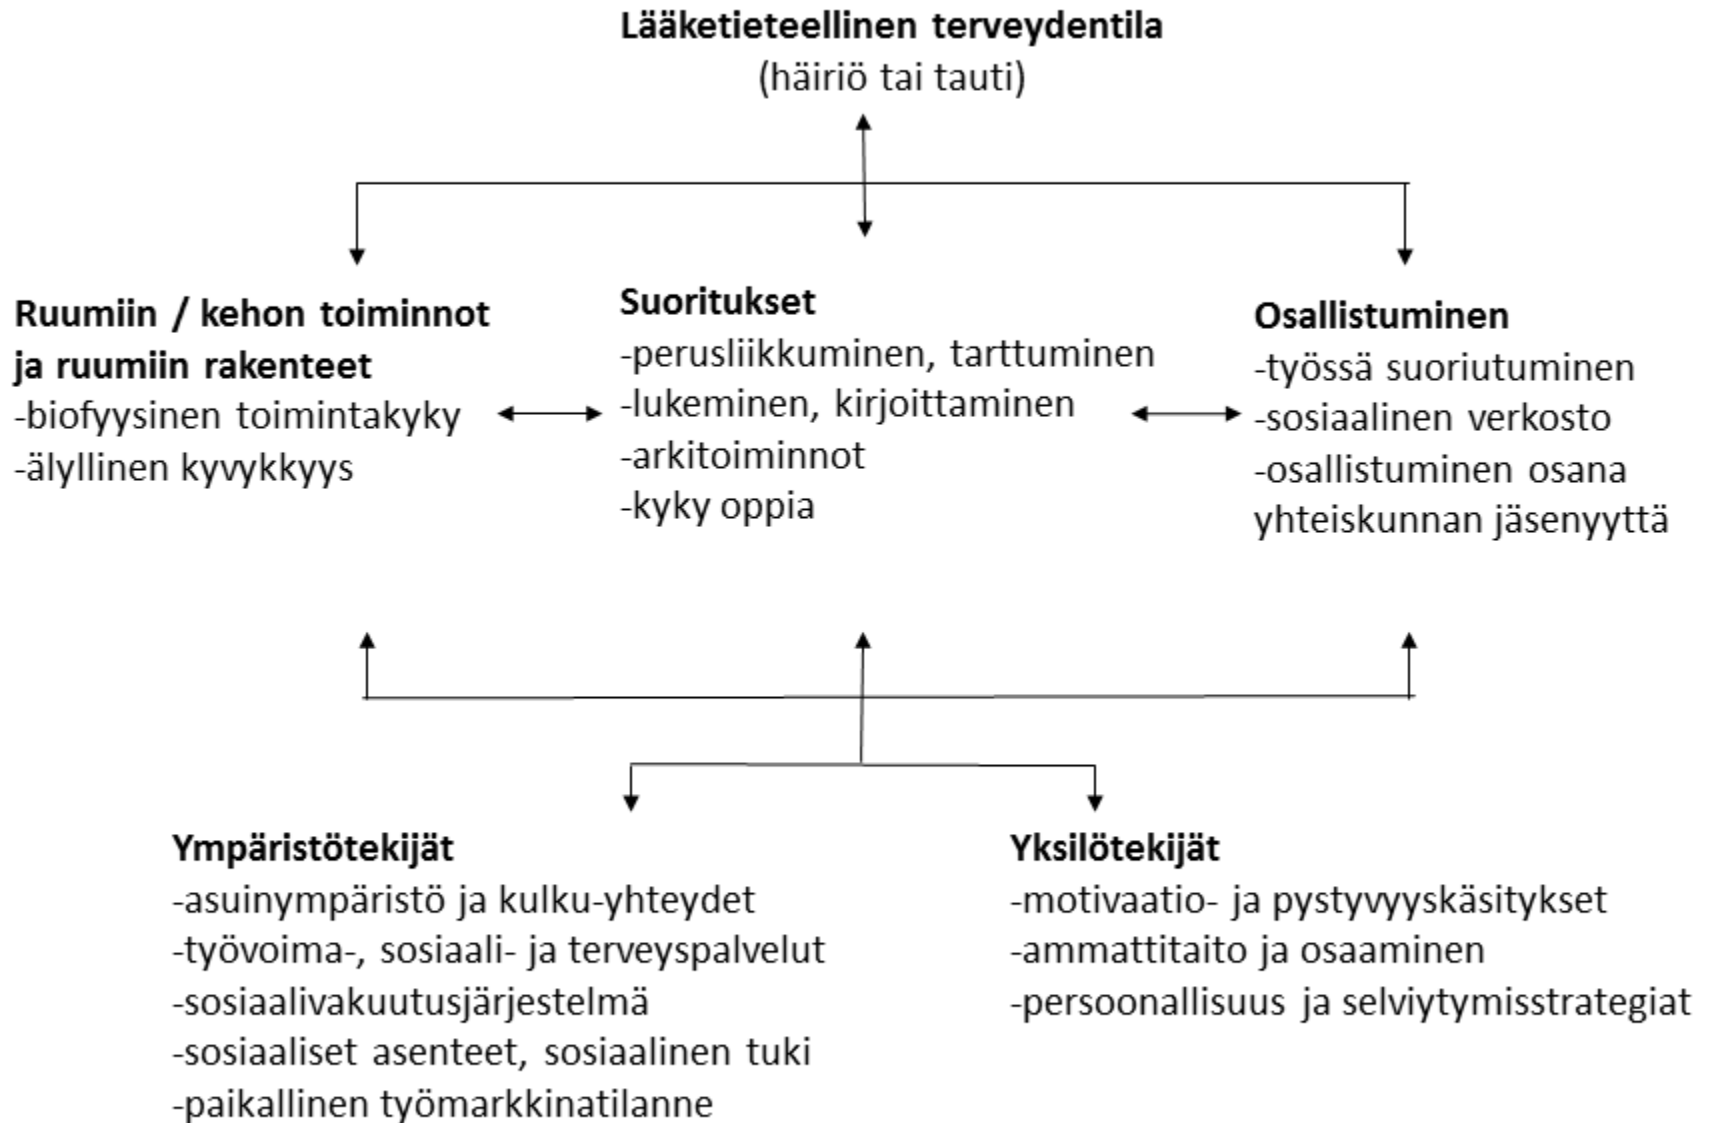 Lääketieteellinen terveydentila
(häiriö tai tauti)
Ruumiin / kehon toiminnot
ja ruumiin rakenteet
-biofyysinen toimintakyky
-älyllinen kyvykkyys
Suoritukset
-perusliikkuminen, tarttuminen
-lukeminen, kirjoittaminen
-arkitoiminnot
-kyky oppia
Osallistuminen
-työssä suoriutuminen
-sosiaalinen verkosto
-osallistuminen osana
yhteiskunnan jäsenyyttä
Ympäristötekijät
-asuinympäristö ja kulku-yhteydet
-työvoima-, sosiaali- ja terveyspalvelut
-sosiaalivakuutusjärjestelmä
-sosiaaliset asenteet, sosiaalinen tuki
-paikallinen työmarkkinatilanne
Yksilötekijät
-motivaatio- ja pystyvyyskäsitykset
-ammattitaito ja osaaminen
-persoonallisuus ja selviytymisstrategiat